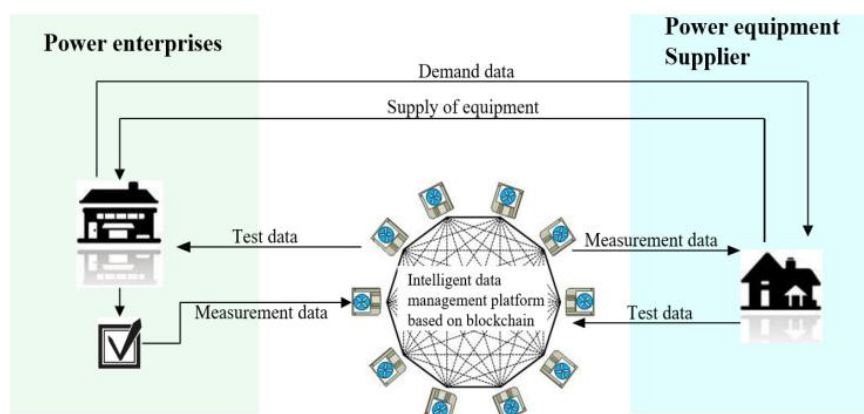 Power enterprises
Power equipment
Supplier
Demand data
Supply of equipment
Test data
Measurement data
Intelligent data
management platform
based on blockchain
Measurement data
Test data